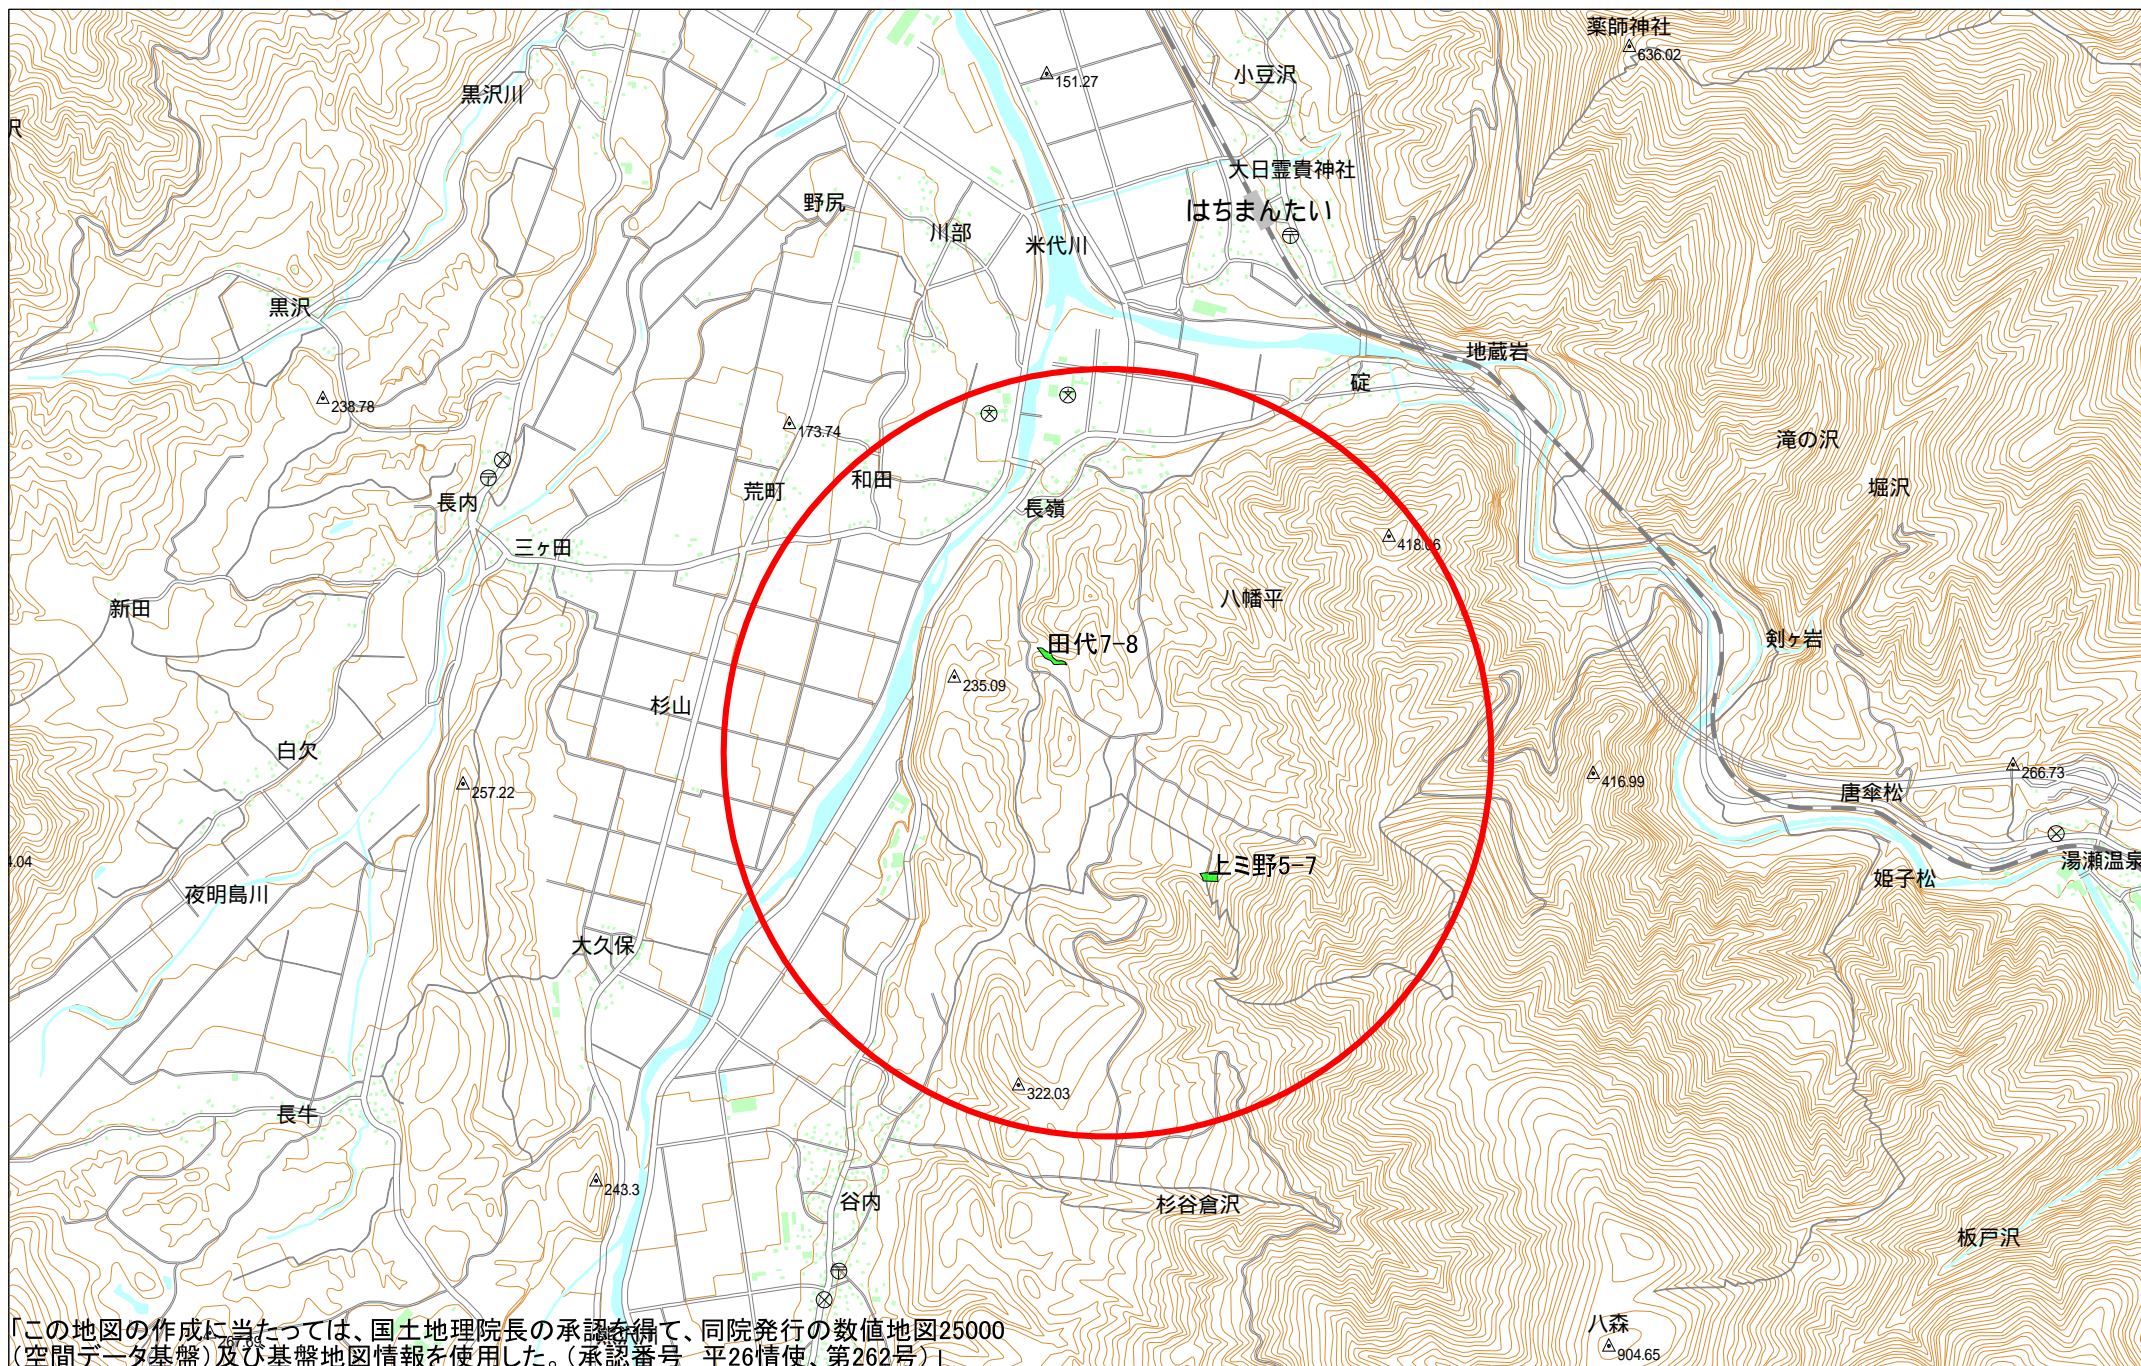 薬師神社
636.02
小豆沢
151.27
黒沢川
沢
大日霊貴神社
はちまんたい
野尻
川部
米代川
黒沢
地蔵岩
碇
238.78
173.74
滝の沢
和田
荒町
堀沢
長内
長嶺
三ヶ田
418.06
八幡平
新田
剣ヶ岩
田代7-8
235.09
杉山
白欠
257.22
416.99
266.73
唐傘松
4.04
上ミ野5-7
湯瀬温泉
姫子松
夜明島川
大久保
322.03
長牛
243.3
谷内
杉谷倉沢
板戸沢
八森
904.65
「この地図の作成に当たっては、国土地理院長の承認を得て、同院発行の数値地図25000
（空間データ基盤）及び基盤地図情報を使用した。（承認番号　平26情使、第262号）」